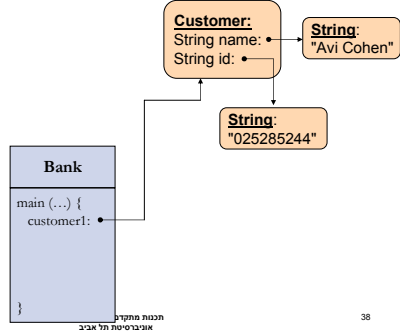 Customer:
String name:
String id:
String:
"Avi Cohen"
String:
"025285244"
Bank
main (…) {
customer1:
}
תכנות מתקדם
אוניברסיטת תל אביב
38